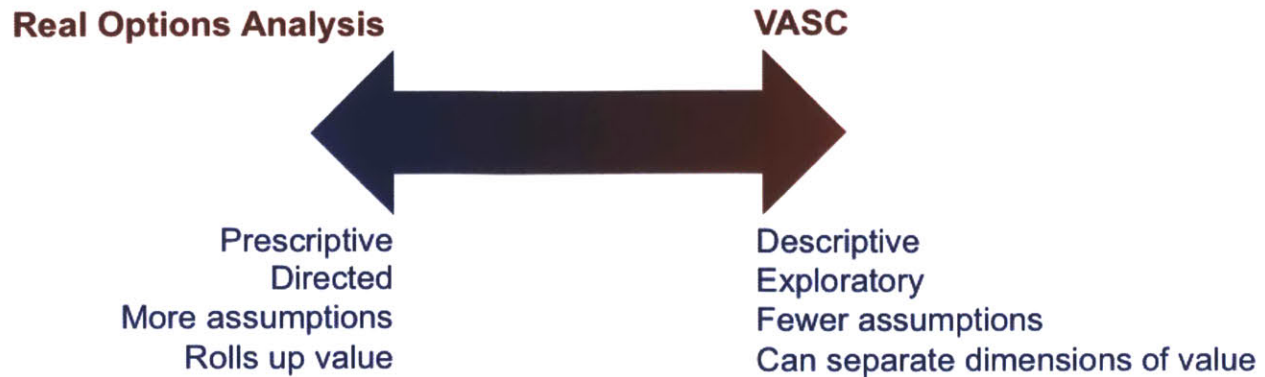 Real Options Analysis
VASC
Prescriptive
Directed
More assumptions
Rolls up value
Descriptive
Exploratory
Fewer assumptions
Can separate dimensions of value